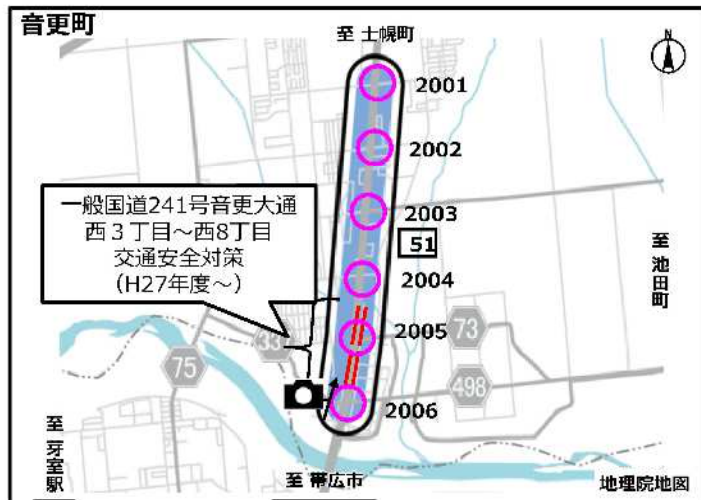 音更町
至 士幌町
N
2001
2002
2003
51
2004
2005
2006
一般国道241号音更大通
西３丁目～西8丁目
交通安全対策
（H27年度～）
33
75
73
498
至 池田町
至 芽室駅
至 帯広市
地理院地図